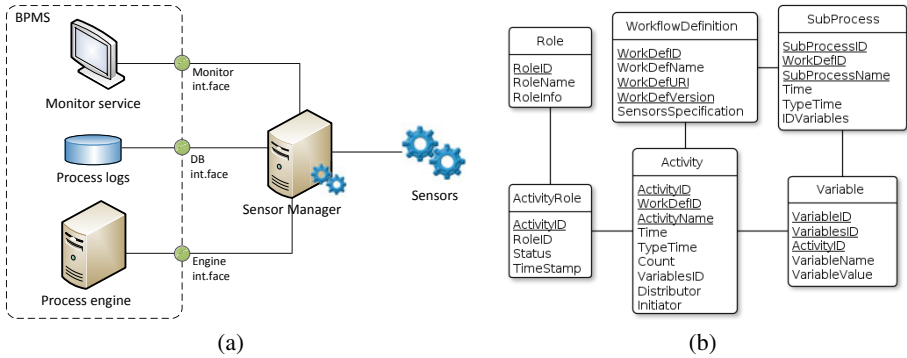 BPMS
Monitor service
Monitor
int.face
Process logs
DB
int.face
Sensor Manager
Sensors
Process engine
Engine
int.face
(a)
Role
RoleID
RoleName
RoleInfo
WorkflowDefinition
WorkDefID
WorkDefName
WorkDefURI
WorkDefVersion
SensorsSpecification
SubProcess
SubProcessID
WorkDefID
SubProcessName
Time
TypeTime
IDVariables
ActivityRole
ActivityID
RoleID
Status
TimeStamp
Activity
ActivityID
WorkDefID
ActivityName
Time
TypeTime
Count
VariablesID
Distributor
Initiator
Variable
VariableID
VariablesID
ActivityID
VariableName
VariableValue
(b)